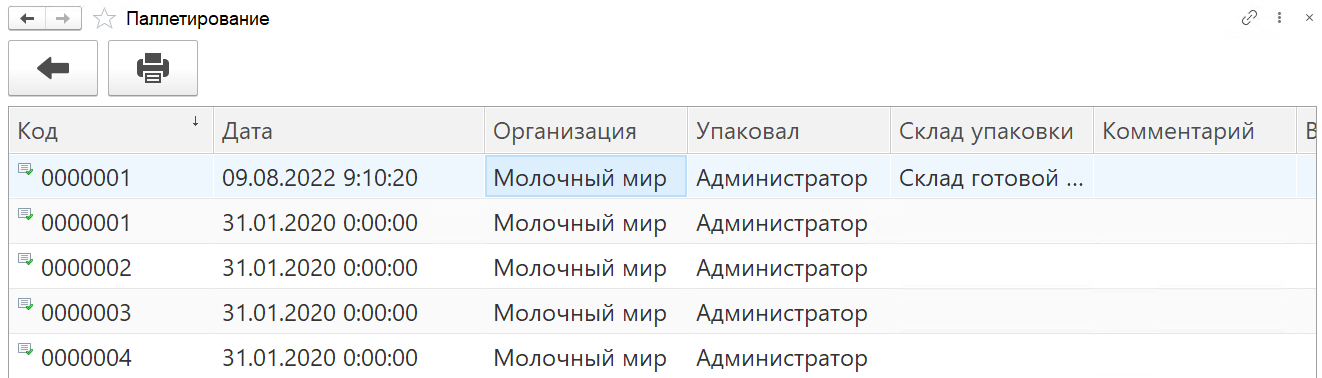 Паллетирование
Код Дата Организация Упаковал Склад упаковки Комментарий В
0000001 09.08.2022 9:10:20 Молочный мир Администратор Склад готовой ...
0000001 31.01.2020 0:00:00 Молочный мир Администратор
0000002 31.01.2020 0:00:00 Молочный мир Администратор
0000003 31.01.2020 0:00:00 Молочный мир Администратор
0000004 31.01.2020 0:00:00 Молочный мир Администратор